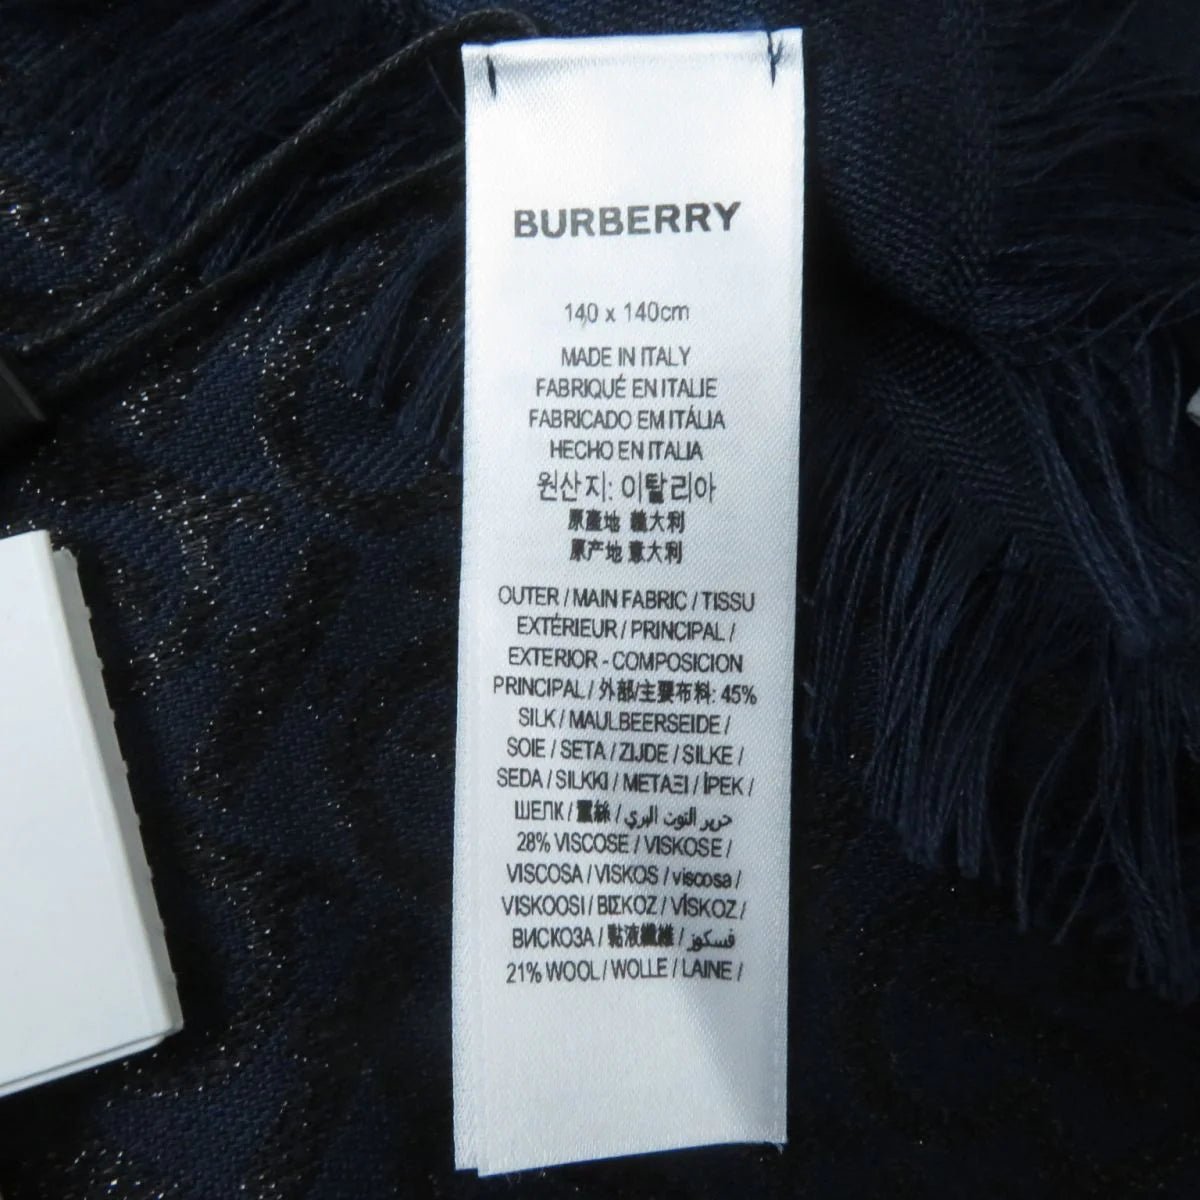 BURBERRY
140 x 140cm
MADE IN ITALY
FABRIQUÉ EN ITALIE
FABRICADO EM ITÁLIA
HECHO EN ITALIA
원산지: 이탈리아
原產地 義大利
原产地 意大利
OUTER / MAIN FABRIC / TISSU
EXTÉRIEUR / PRINCIPAL /
EXTERIOR - COMPOSICION
PRINCIPAL / 外部/主要布料: 45%
SILK / MAULBEERSEIDE /
SOIE / SETA / ZIJDE / SILKE /
SEDA / SILKKI / ΜΕΤΑΞΙ / İPEK /
ШЕЛК / 蠶絲 / حرير التوت البري /
28% VISCOSE / VISKOSE /
VISCOSA / VISKOS / viscosa /
VISKOOSI / ΒΙΣΚΟΖ / VİSKOZ /
ВИСКОЗА / 黏液纖維 / فسكوز /
21% WOOL / WOLLE / LAINE /